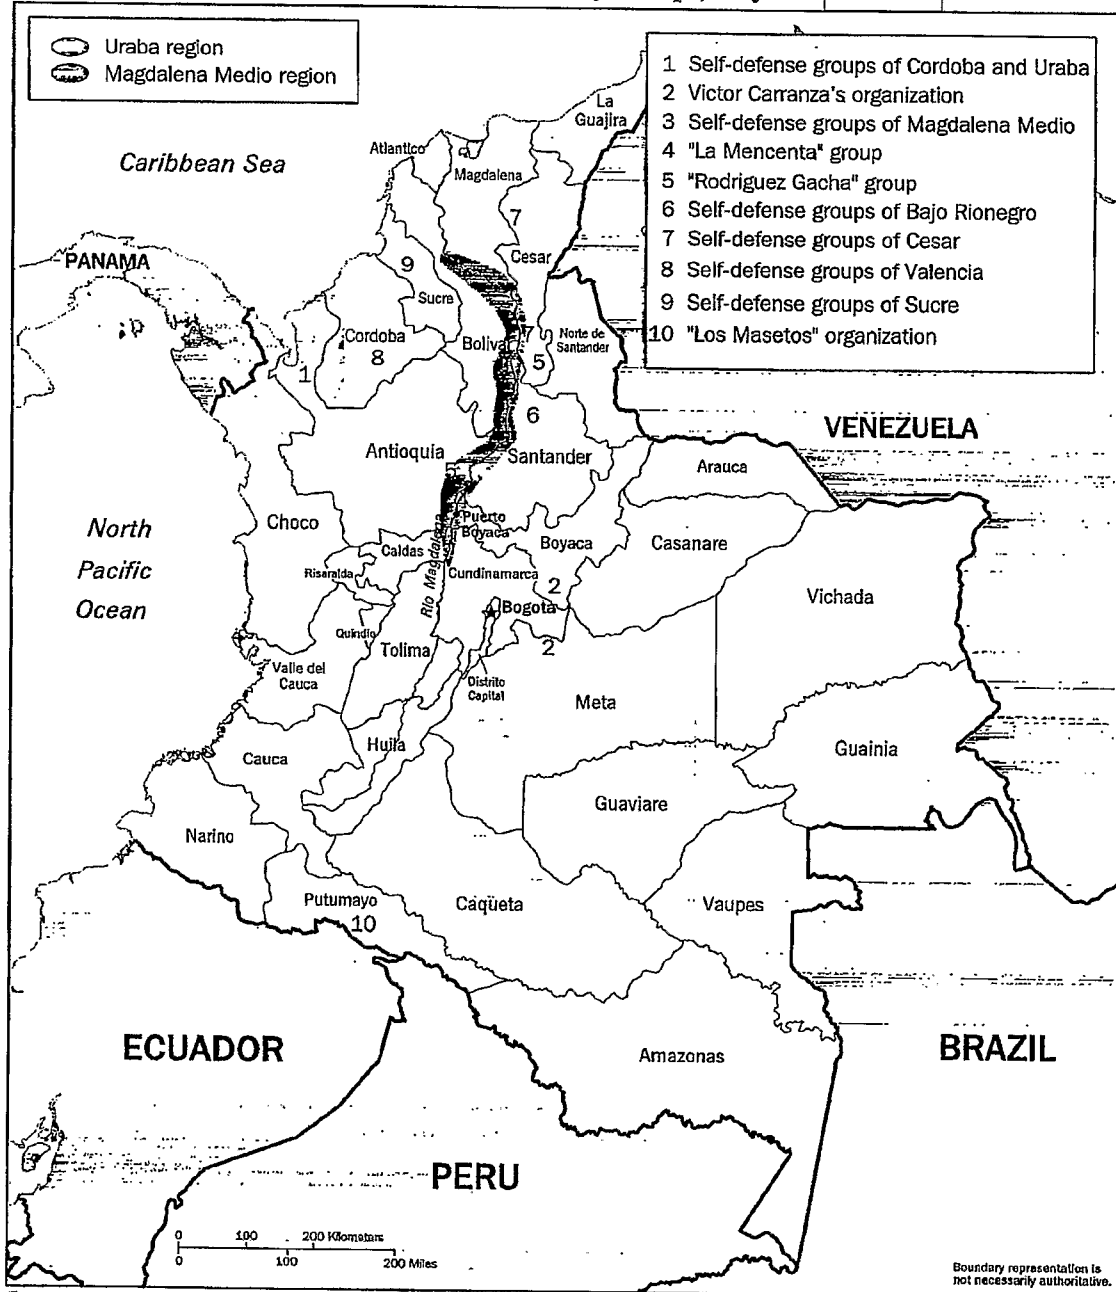 Uraba region
Magdalena Medio region
1 Self-defense groups of Cordoba and Uraba
2 Victor Carranza's organization
3 Self-defense groups of Magdalena Medio
4 "La Mencenta" group
5 "Rodriguez Gacha" group
6 Self-defense groups of Bajo Rionegro
7 Self-defense groups of Cesar
8 Self-defense groups of Valencia
9 Self-defense groups of Sucre
10 "Los Masetos" organization
La
Guajira
Caribbean Sea
Atlantico
Magdalena
7
Cesar
PANAMA
9
Sucre
Cordoba
8
1
Bolivar
7
Norte de
Santander
5
6
VENEZUELA
Antioquia
Santander
Arauca
North
Pacific
Ocean
Choco
Puerto
Boyaca
Boyaca
Casanare
Caldas
Risaralda
Rio Magdalena
Cundinamarca
2
Vichada
Bogota
Quindio
Tolima
2
Valle del
Cauca
Distrito
Capital
Meta
Huila
Cauca
Guainia
Guaviare
Narino
Putumayo
10
Caqüeta
Vaupes
ECUADOR
Amazonas
BRAZIL
PERU
0 100 200 Kilometers
0 100 200 Miles
Boundary representation is
not necessarily authoritative.